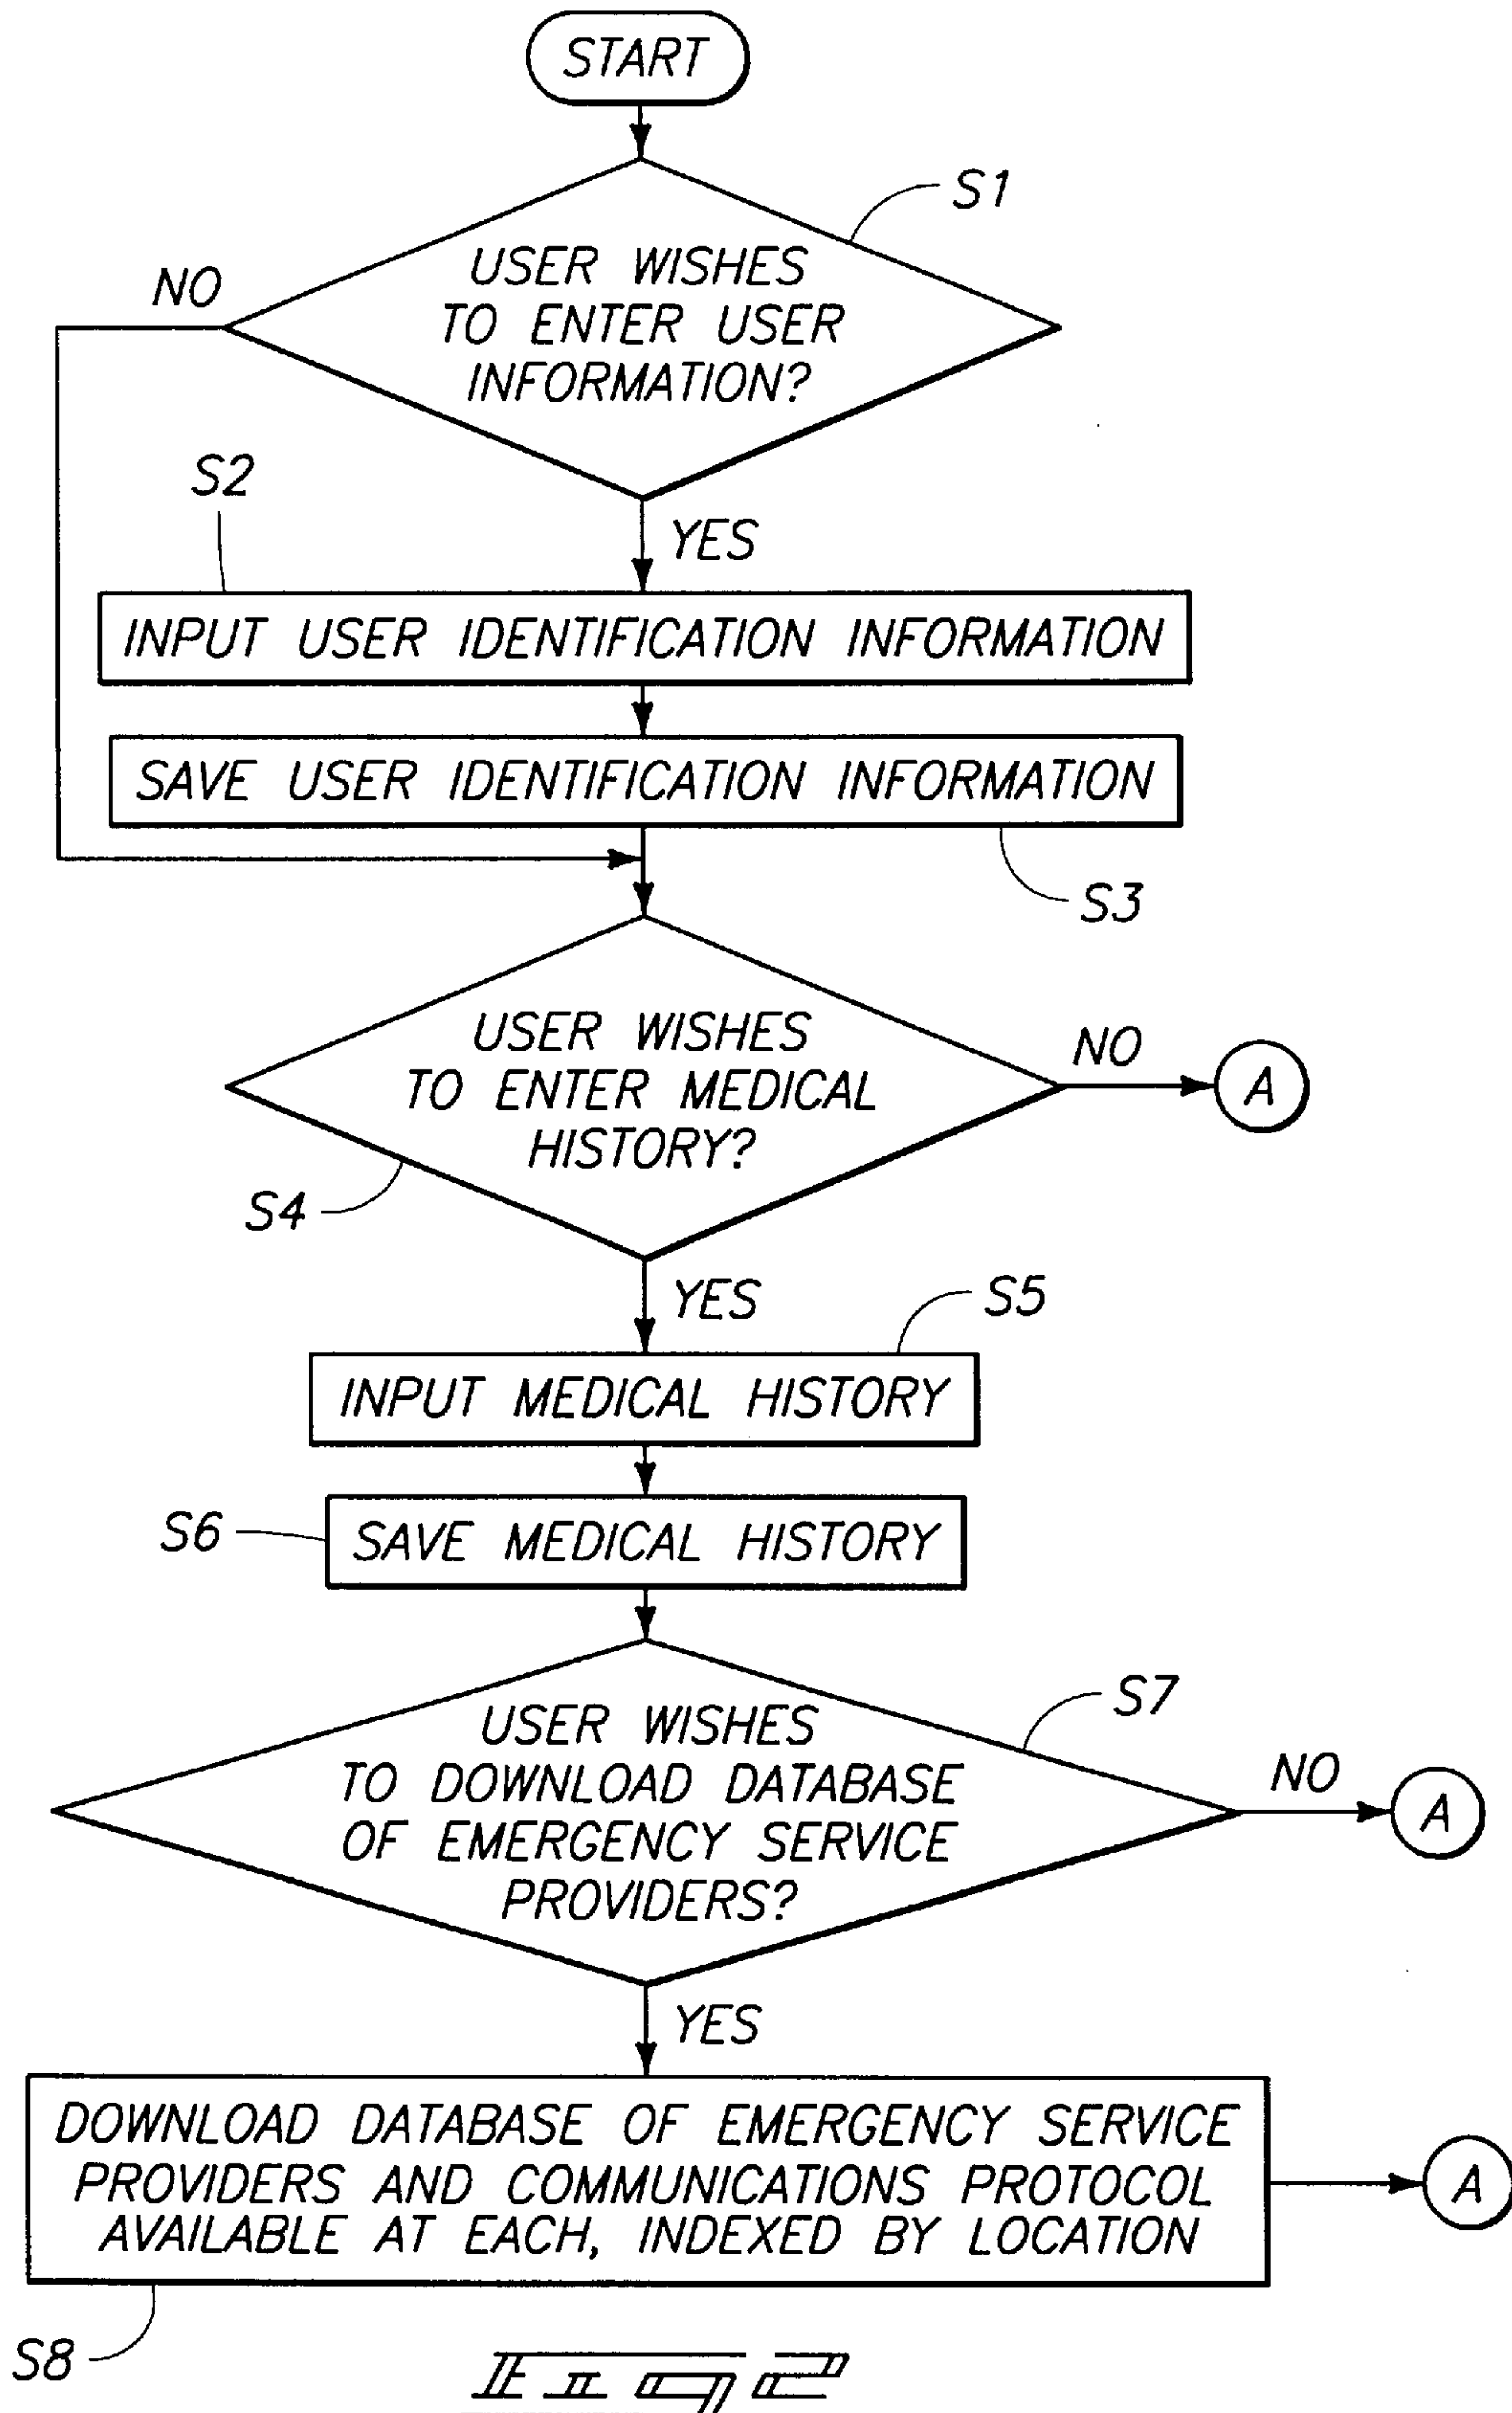 START
S1
USER WISHES
TO ENTER USER
INFORMATION?
NO
YES
S2
INPUT USER IDENTIFICATION INFORMATION
SAVE USER IDENTIFICATION INFORMATION
S3
USER WISHES
TO ENTER MEDICAL
HISTORY?
NO
A
S4
YES
S5
INPUT MEDICAL HISTORY
S6
SAVE MEDICAL HISTORY
S7
USER WISHES
TO DOWNLOAD DATABASE
OF EMERGENCY SERVICE
PROVIDERS?
NO
A
YES
DOWNLOAD DATABASE OF EMERGENCY SERVICE
PROVIDERS AND COMMUNICATIONS PROTOCOL
AVAILABLE AT EACH, INDEXED BY LOCATION
A
S8
Fig 2